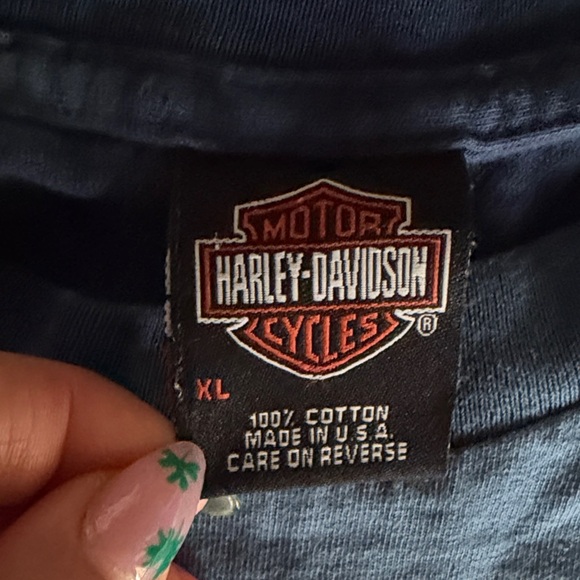 MOTOR
HARLEY-DAVIDSON
CYCLES
®
XL
100% COTTON
MADE IN U.S.A.
CARE ON REVERSE